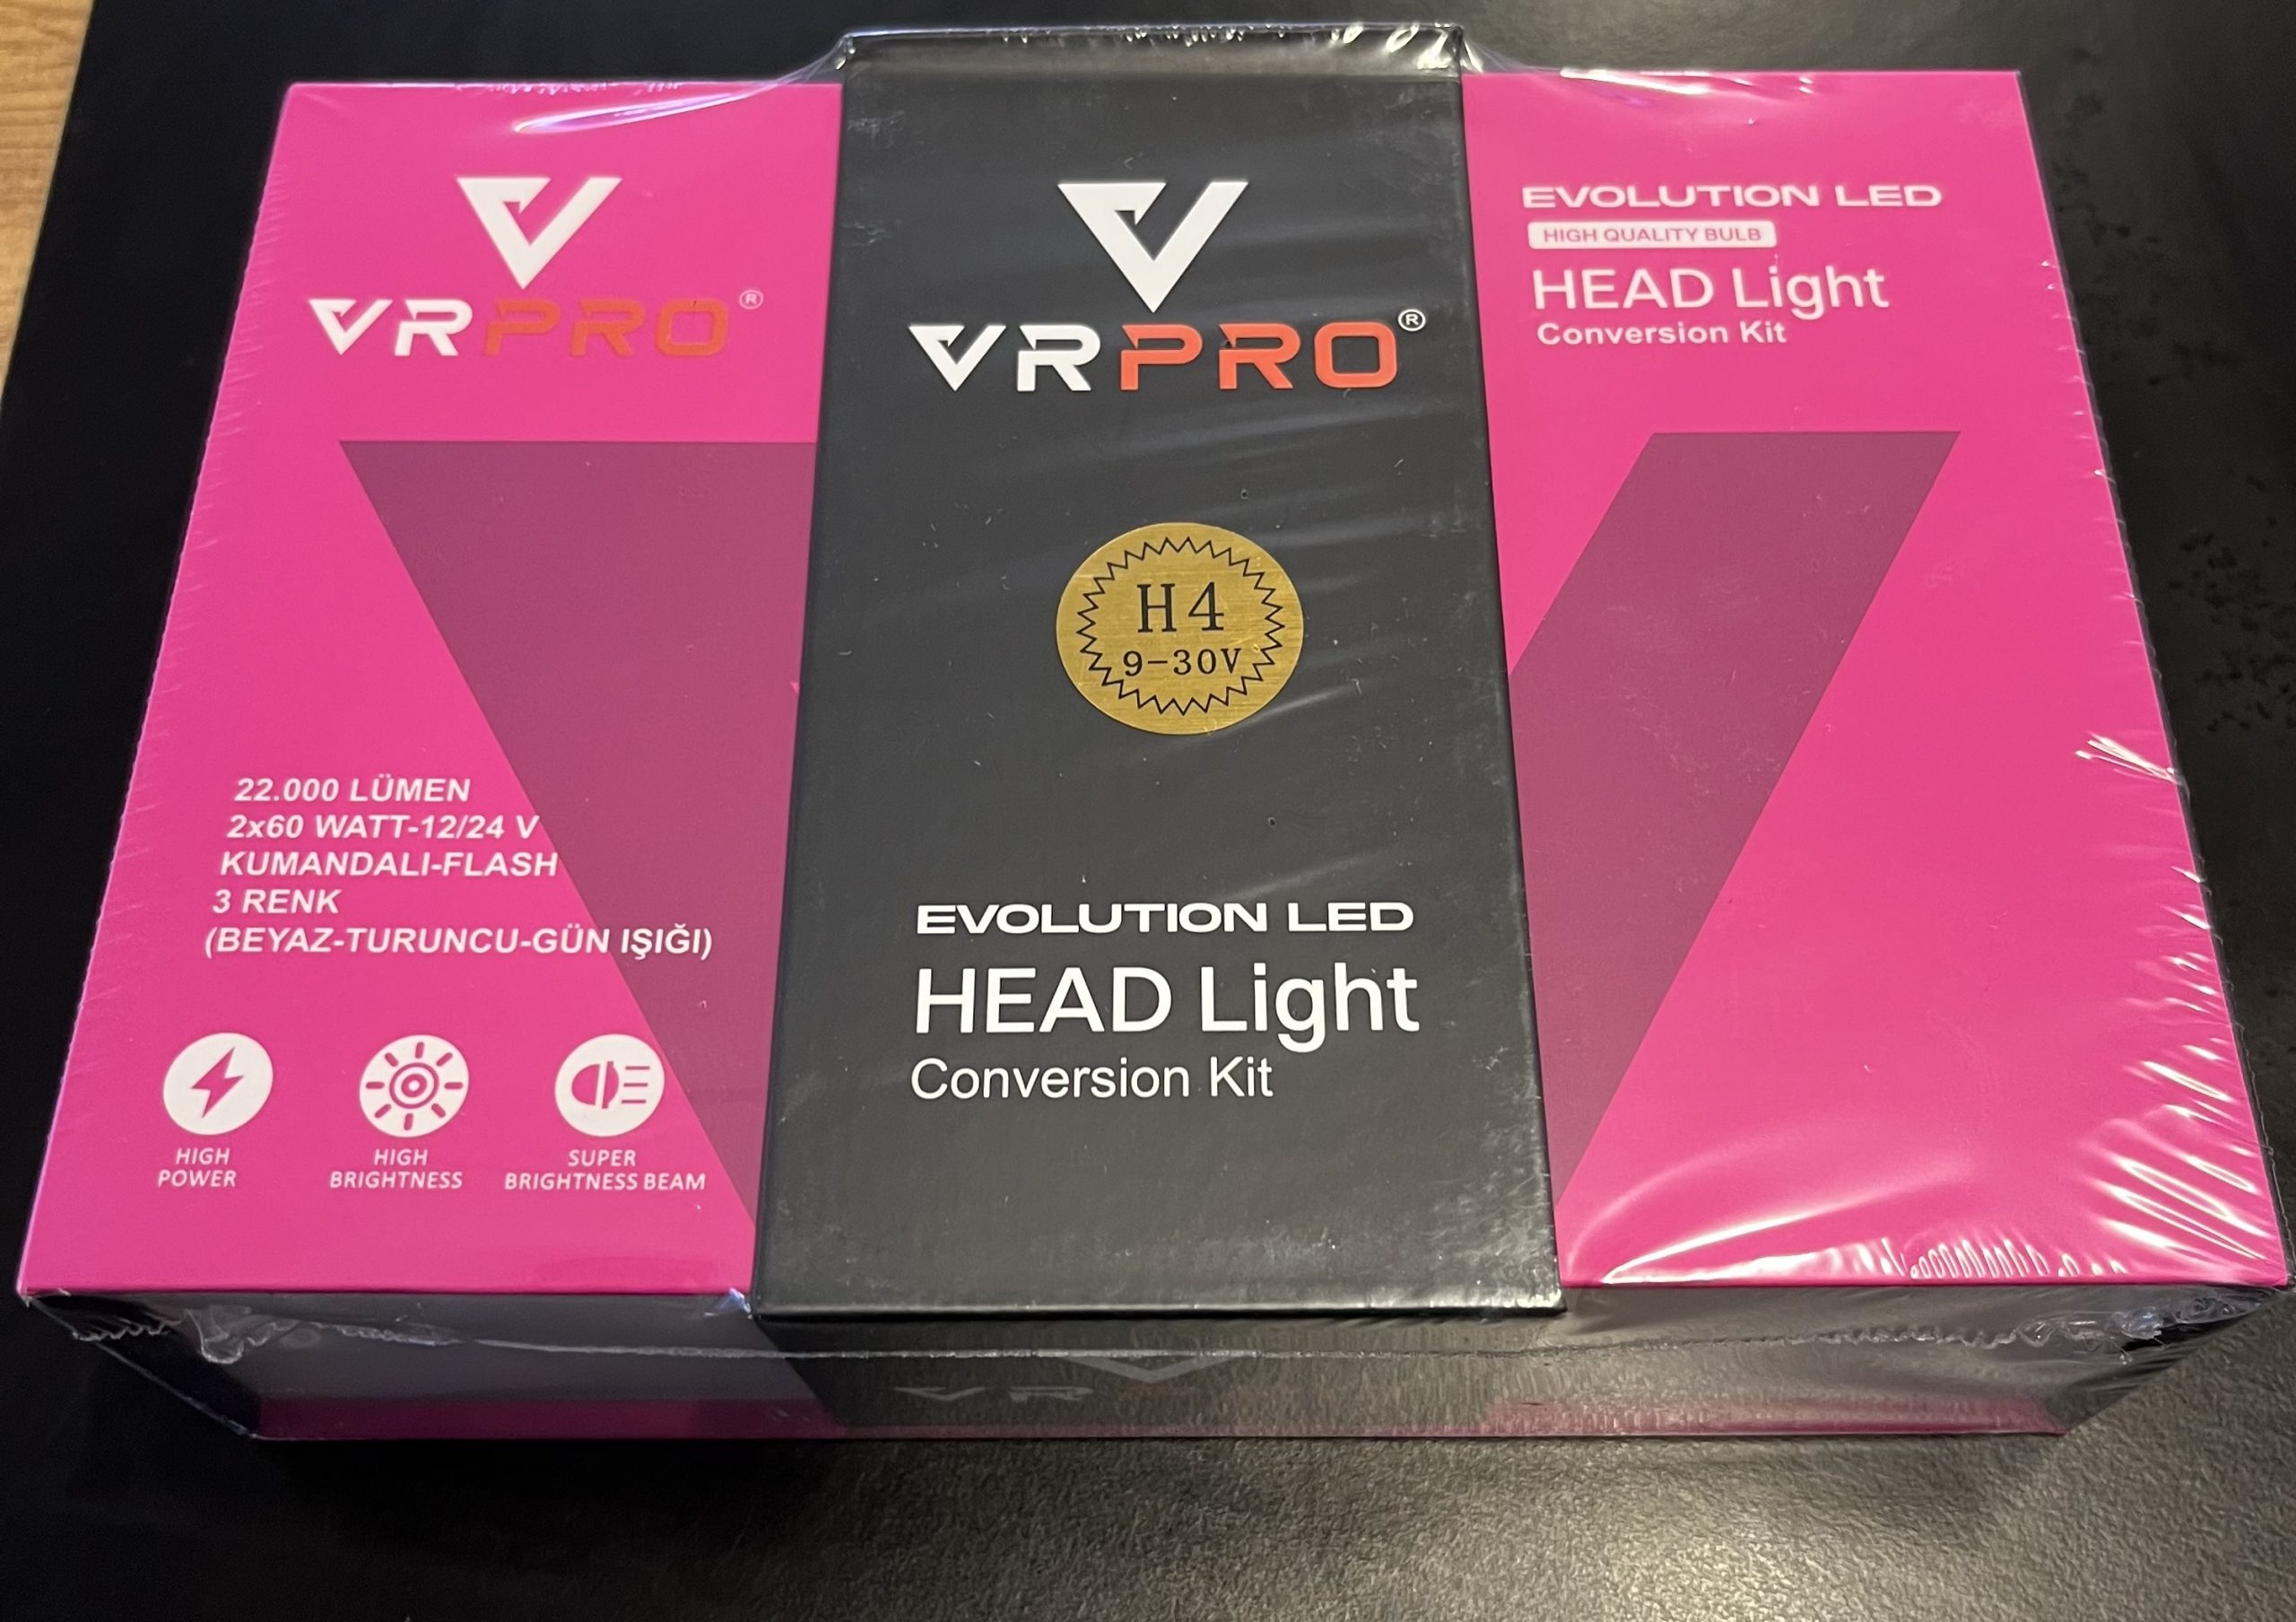 VRPRO®
22.000 LÜMEN
2x60 WATT-12/24 V
KUMANDALI-FLASH
3 RENK
(BEYAZ-TURUNCU-GÜN IŞIĞI)
HIGH
POWER
HIGH
BRIGHTNESS
SUPER
BRIGHTNESS BEAM
VRPRO®
H4
9-30V
EVOLUTION LED
HEAD Light
Conversion Kit
EVOLUTION LED
HIGH QUALITY BULB
HEAD Light
Conversion Kit
VR